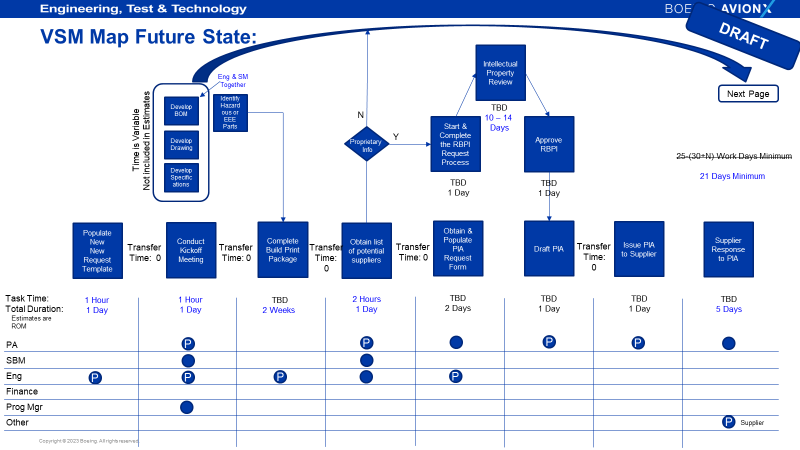 Engineering, Test & Technology
BOEING AVIONX
DRAFT
VSM Map Future State:
Next Page
Time is Variable
Not included in Estimates
Develop
BOM
Develop
Drawing
Develop
Specific
ations
Eng & SM
Together
Identify
Hazard
ous or
EEE
Parts
N
Proprietary
Info
Y
Start &
Complete
the RBPI
Request
Process
TBD
1 Day
Intellectual
Property
Review
TBD
10 – 14
Days
Approve
RBPI
TBD
1 Day
25-(30+N) Work Days Minimum
21 Days Minimum
Populate
New
New
Request
Template
Transfer
Time: 0
Conduct
Kickoff
Meeting
Transfer
Time: 0
Complete
Build Print
Package
Transfer
Time:
0
Obtain list
of potential
suppliers
Transfer
Time: 0
Obtain &
Populate
PIA
Request
Form
Draft PIA
Transfer
Time:
0
Issue PIA
to Supplier
Supplier
Response
to PIA
Task Time:
Total Duration:
Estimates are
ROM
1 Hour
1 Day
1 Hour
1 Day
TBD
2 Weeks
2 Hours
1 Day
TBD
2 Days
TBD
1 Day
TBD
1 Day
TBD
5 Days
PA P P P P
SBM
Eng P P P P
Finance
Prog Mgr
Other P Supplier
Copyright © 2023 Boeing. All rights reserved.